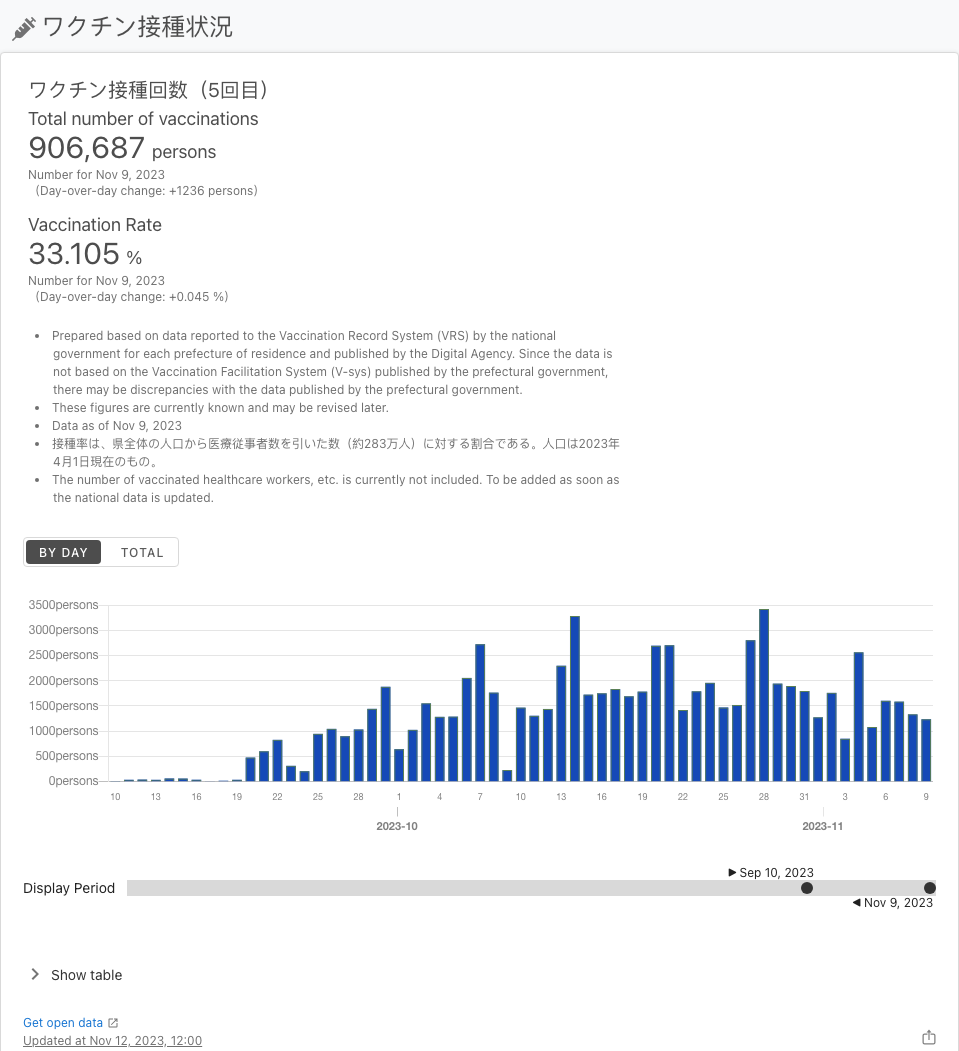 ワクチン接種状況
ワクチン接種回数（5回目）
Total number of vaccinations
906,687 persons
Number for Nov 9, 2023
（Day-over-day change: +1236 persons）
Vaccination Rate
33.105 %
Number for Nov 9, 2023
（Day-over-day change: +0.045 %）
• Prepared based on data reported to the Vaccination Record System (VRS) by the national
government for each prefecture of residence and published by the Digital Agency. Since the data is
not based on the Vaccination Facilitation System (V-sys) published by the prefectural government,
there may be discrepancies with the data published by the prefectural government.
• These figures are currently known and may be revised later.
• Data as of Nov 9, 2023
• 接種率は、県全体の人口から医療従事者数を引いた数（約283万人）に対する割合である。人口は2023年
4月1日現在のもの。
• The number of vaccinated healthcare workers, etc. is currently not included. To be added as soon as
the national data is updated.
BY DAY TOTAL
3500persons
3000persons
2500persons
2000persons
1500persons
1000persons
500persons
0persons
10 13 16 19 22 25 28 1 4 7 10 13 16 19 22 25 28 31 3 6 9
2023-10 2023-11
▶ Sep 10, 2023
Display Period
◀ Nov 9, 2023
Show table
Get open data
Updated at Nov 12, 2023, 12:00